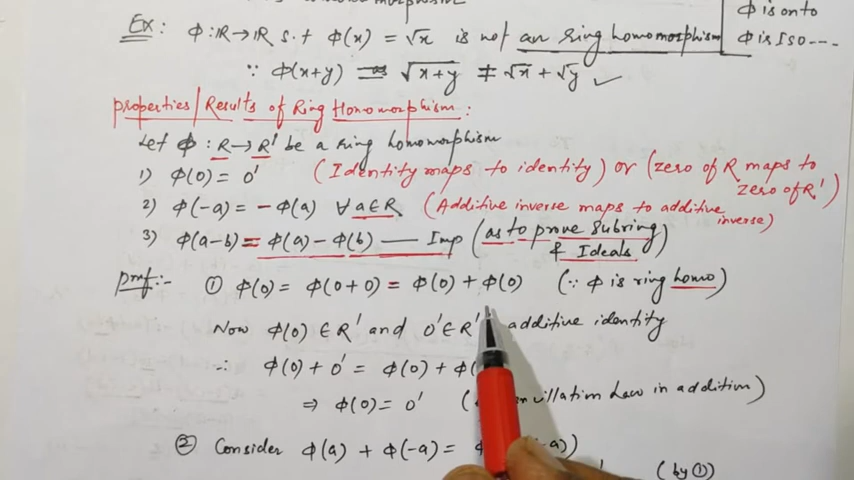 φ is onto
φ is Iso ----
Ex: φ : R → R s.t φ(x) = √x is not an ring homomorphism
∵ φ(x+y) = √x+y ≠ √x + √y ✓
properties/Results of Ring Homomorphism :
Let φ : R → R' be a ring homomorphism
1) φ(0) = 0' (Identity maps to identity) or (zero of R maps to zero of R')
2) φ(-a) = -φ(a) ∀ a∈R (Additive inverse maps to additive inverse)
3) φ(a-b) = φ(a) - φ(b) — Imp (as to prove Subring & Ideals)
proof:- ① φ(0) = φ(0+0) = φ(0) + φ(0) (∵ φ is ring homo)
Now φ(0) ∈ R' and 0' ∈ R' additive identity
∴ φ(0) + 0' = φ(0) + φ(
⇒ φ(0) = 0' ( Law in addition)
② Consider φ(a) + φ(-a) = -a))
(by ①)